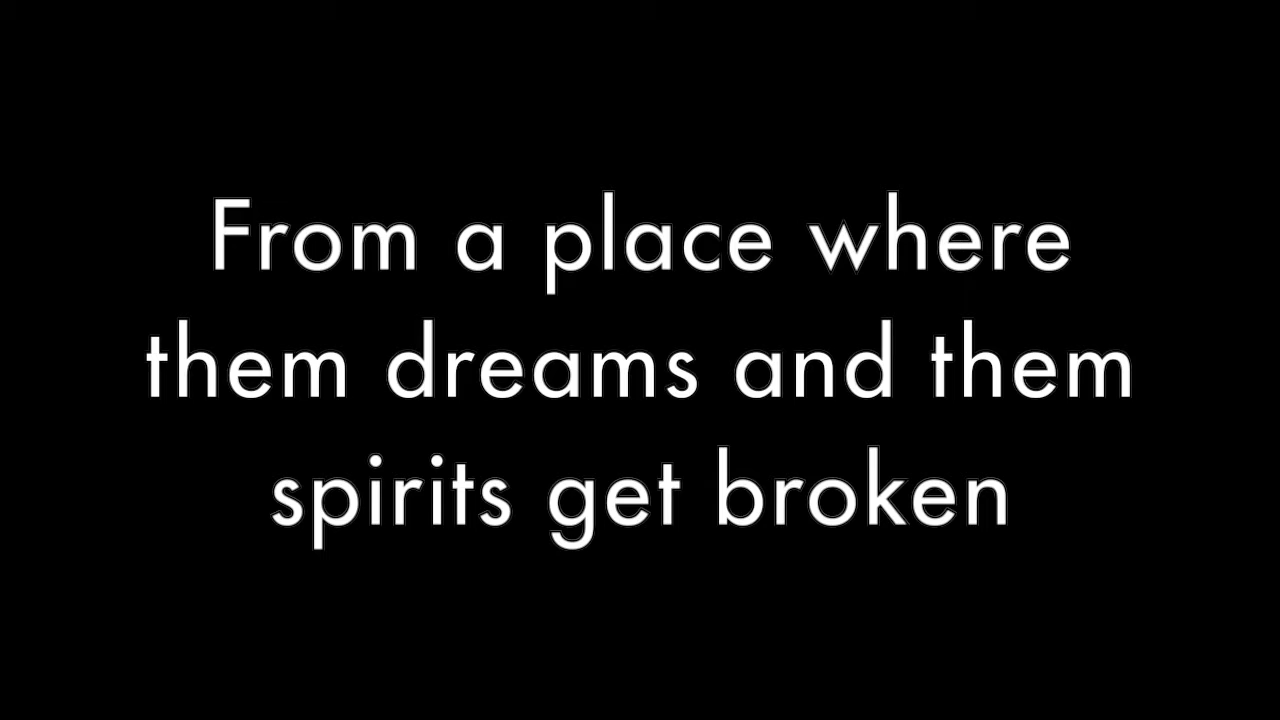 From a place where
them dreams and them
spirits get broken